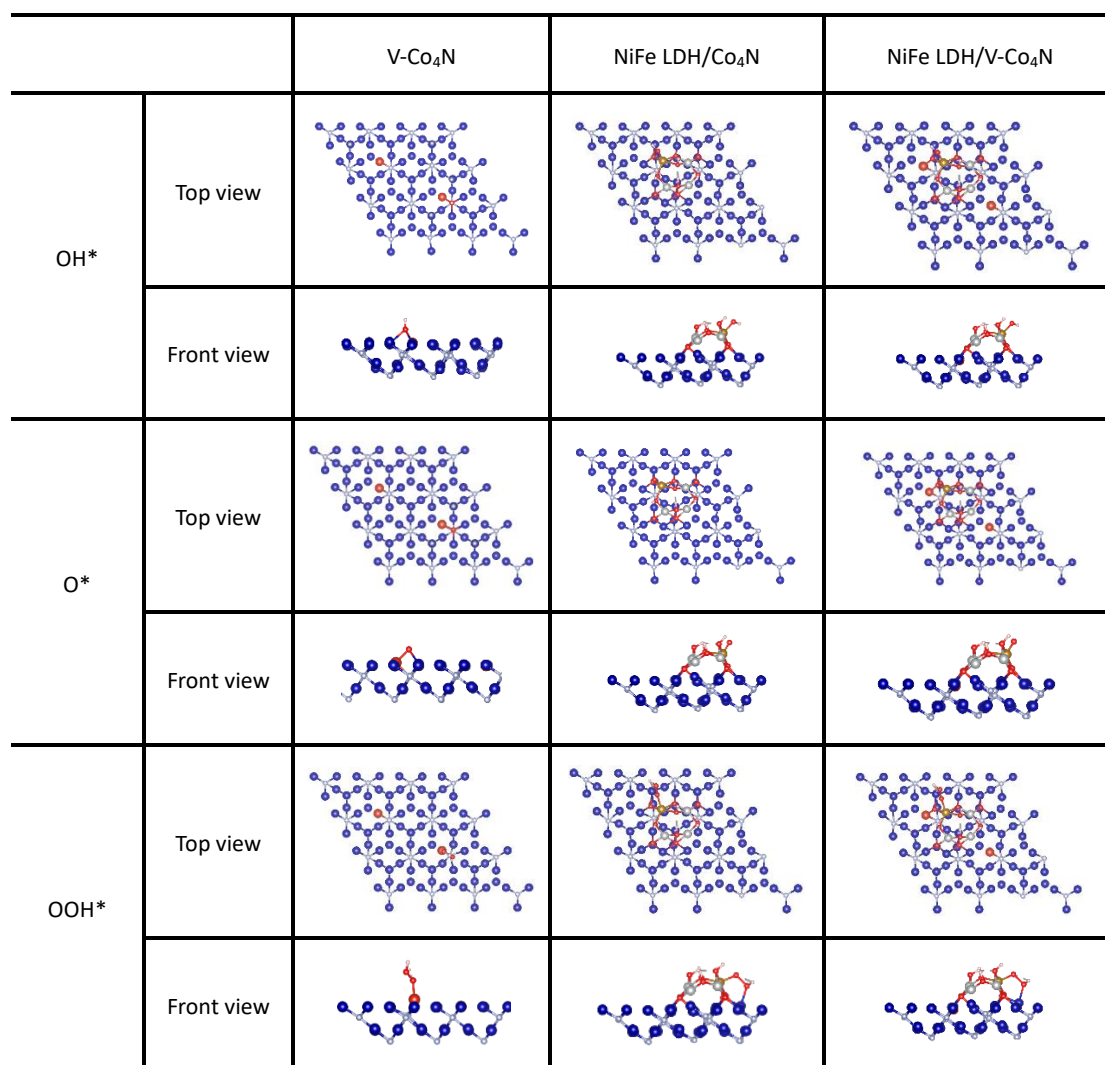 V-Co₄N
NiFe LDH/Co₄N
NiFe LDH/V-Co₄N
OH*
Top view
Front view
O*
Top view
Front view
OOH*
Top view
Front view